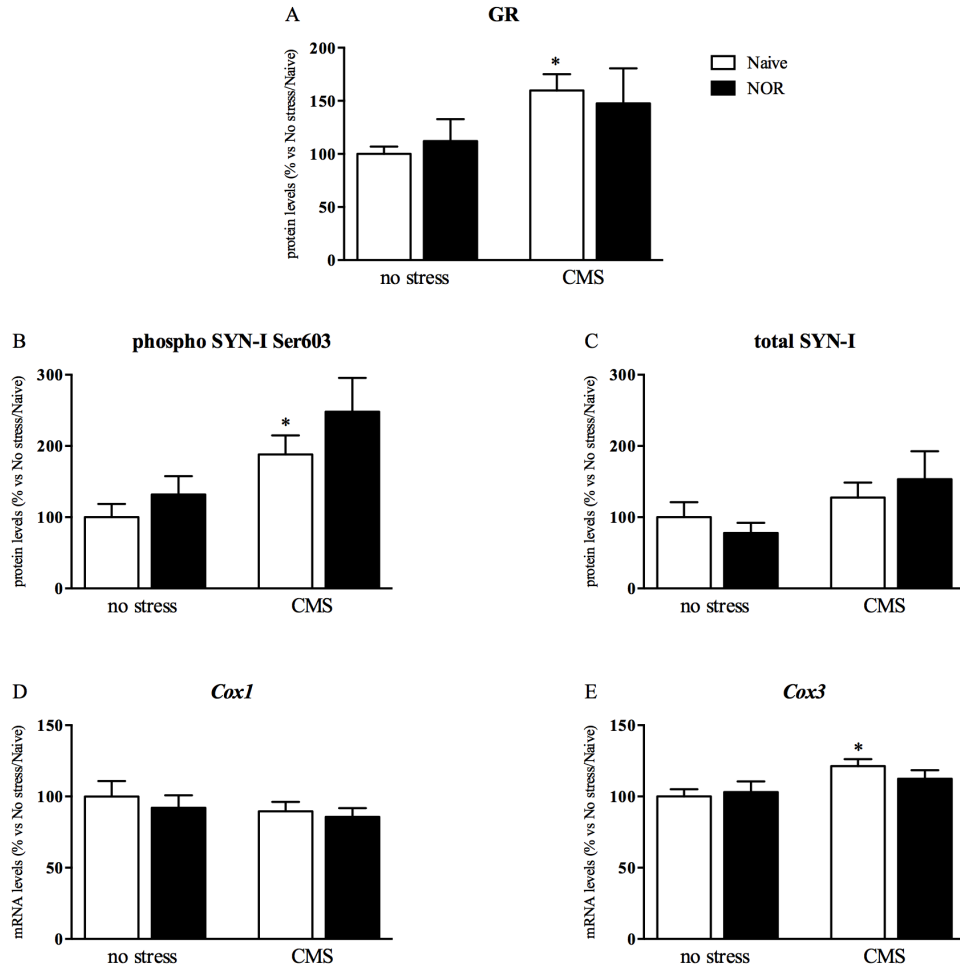 A
GR
protein levels (% vs No stress/Naive)
200
150
100
50
0
*
no stress
CMS
Naive
NOR
B
phospho SYN-I Ser603
protein levels (% vs No stress/Naive)
300
200
100
0
*
no stress
CMS
C
total SYN-I
protein levels (% vs No stress/Naive)
300
200
100
0
no stress
CMS
D
Cox1
mRNA levels (% vs No stress/Naive)
150
100
50
0
no stress
CMS
E
Cox3
mRNA levels (% vs No stress/Naive)
150
100
50
0
*
no stress
CMS